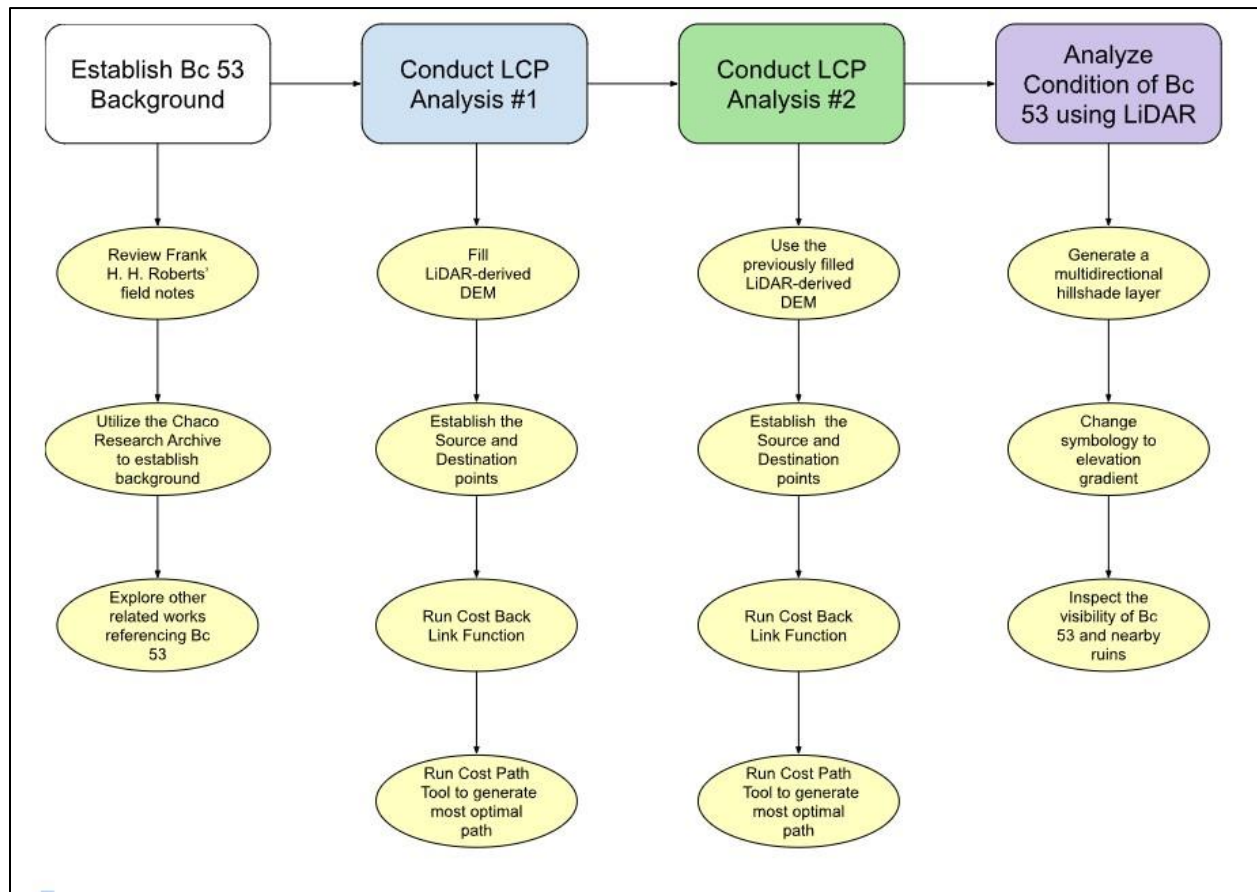 Establish Bc 53
Background
Conduct LCP
Analysis #1
Conduct LCP
Analysis #2
Analyze
Condition of Bc
53 using LiDAR
Review Frank
H. H. Roberts'
field notes
Fill
LiDAR-derived
DEM
Use the
previously filled
LiDAR-derived
DEM
Generate a
multidirectional
hillshade layer
Utilize the Chaco
Research Archive
to establish
background
Establish the
Source and
Destination
points
Establish the
Source and
Destination
points
Change
symbology to
elevation
gradient
Explore other
related works
referencing Bc
53
Run Cost Back
Link Function
Run Cost Back
Link Function
Inspect the
visibility of Bc
53 and nearby
ruins
Run Cost Path
Tool to generate
most optimal
path
Run Cost Path
Tool to generate
most optimal
path